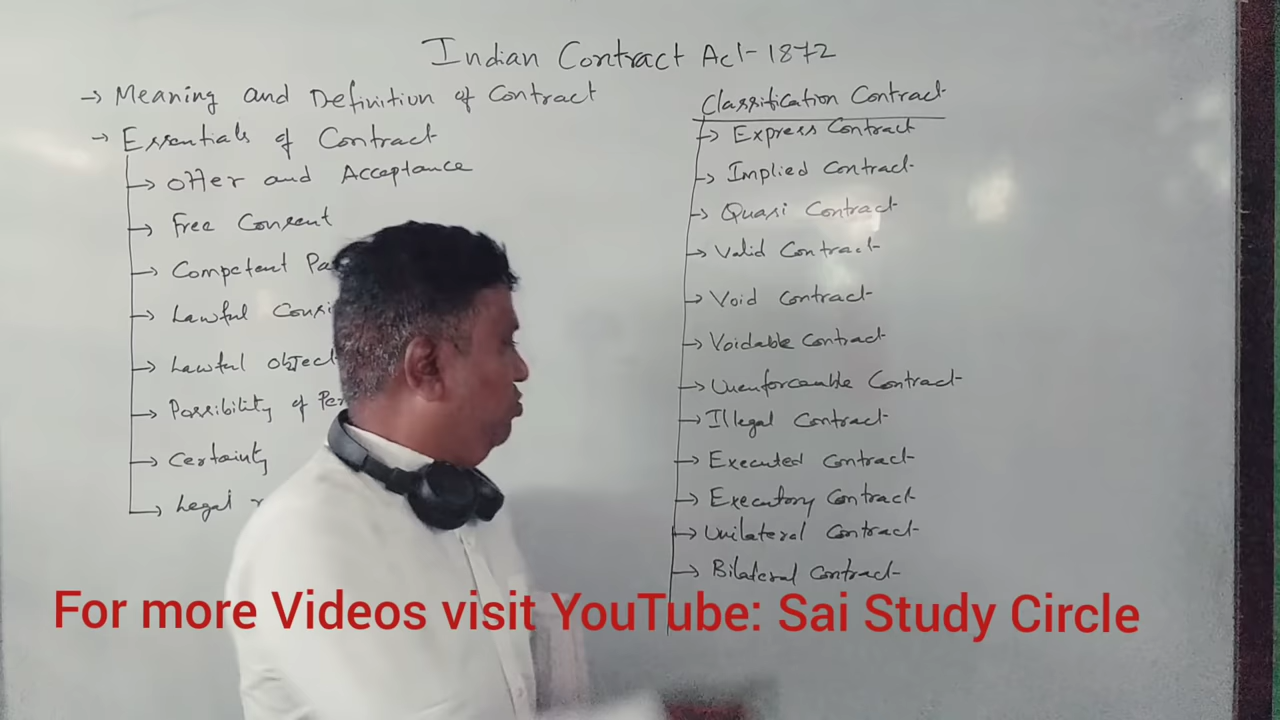 Indian Contract Act-1872
→ Meaning and Definition of Contract
→ Essentials of Contract
→ Offer and Acceptance
→ Free Consent
→ Competent
→ Lawful
→ Lawful object
→ Possibility of
→ Certainty
→ Legal
Classification Contract
→ Express Contract
→ Implied Contract
→ Quasi Contract
→ Valid Contract
→ Void Contract
→ Voidable Contract
→ Unenforceable Contract
→ Illegal Contract
→ Executed Contract
→ Executory Contract
→ Unilateral Contract
→ Bilateral Contract
For more Videos visit YouTube: Sai Study Circle